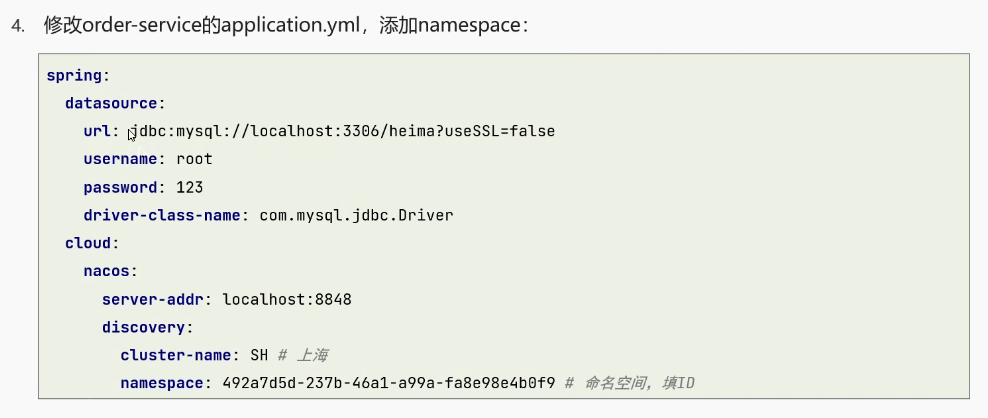 4. 修改order-service的application.yml，添加namespace：
spring:
datasource:
url: jdbc:mysql://localhost:3306/heima?useSSL=false
username: root
password: 123
driver-class-name: com.mysql.jdbc.Driver
cloud:
nacos:
server-addr: localhost:8848
discovery:
cluster-name: SH # 上海
namespace: 492a7d5d-237b-46a1-a99a-fa8e98e4b0f9 # 命名空间，填ID